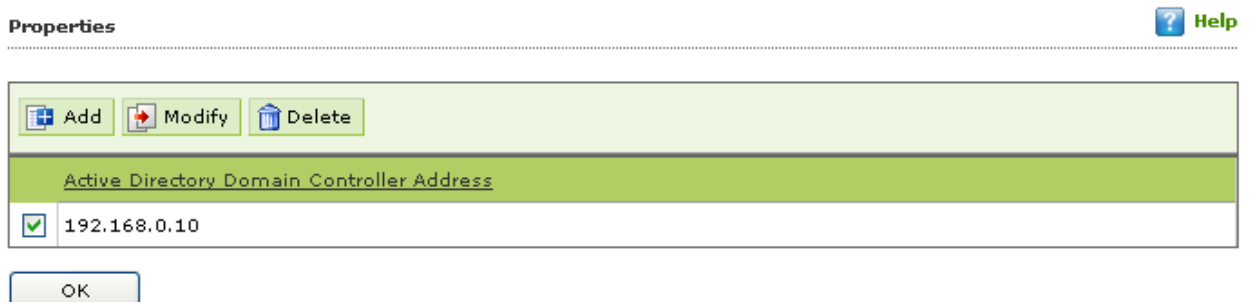 Properties
Help
Add Modify Delete
Active Directory Domain Controller Address
192.168.0.10
OK